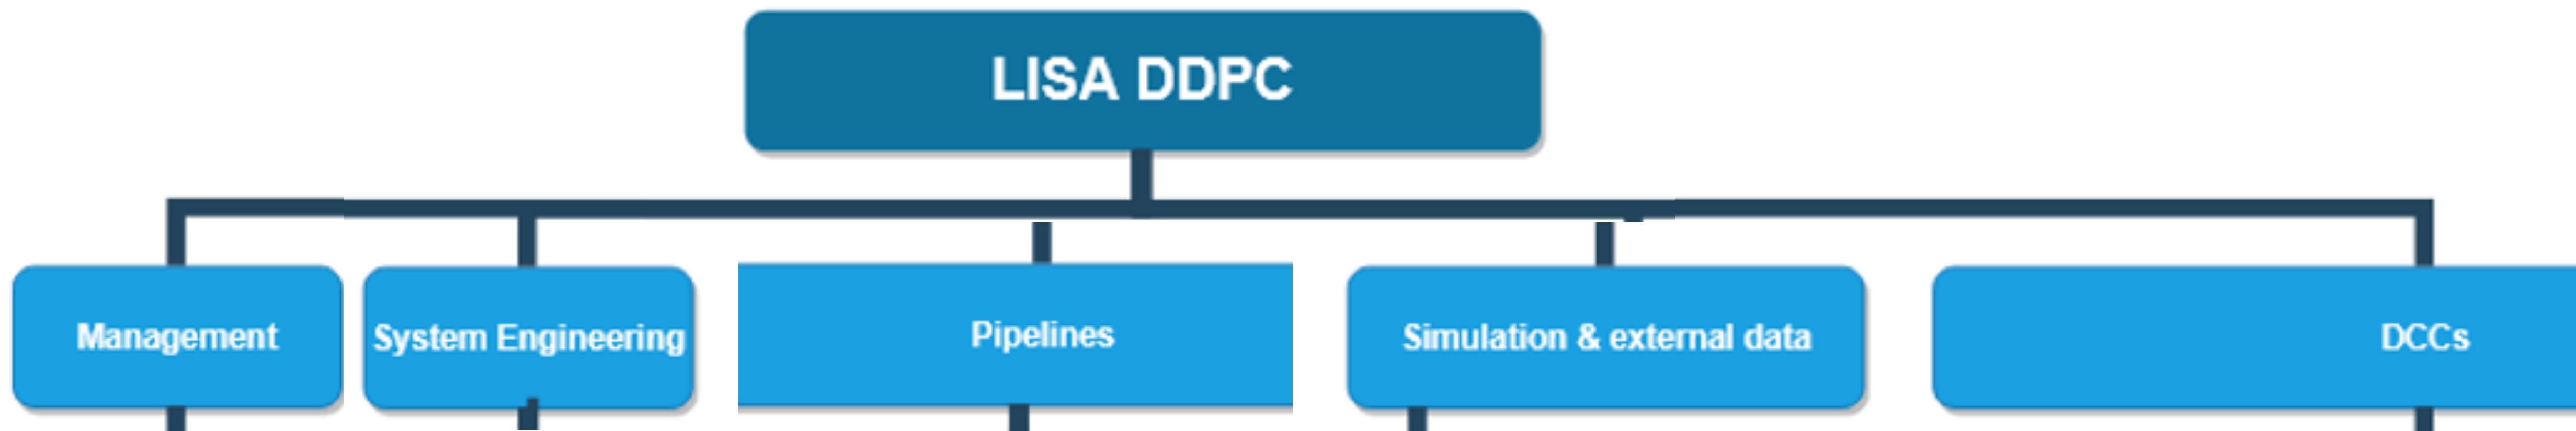 LISA DDPC
Management
System Engineering
Pipelines
Simulation & external data
DCCs